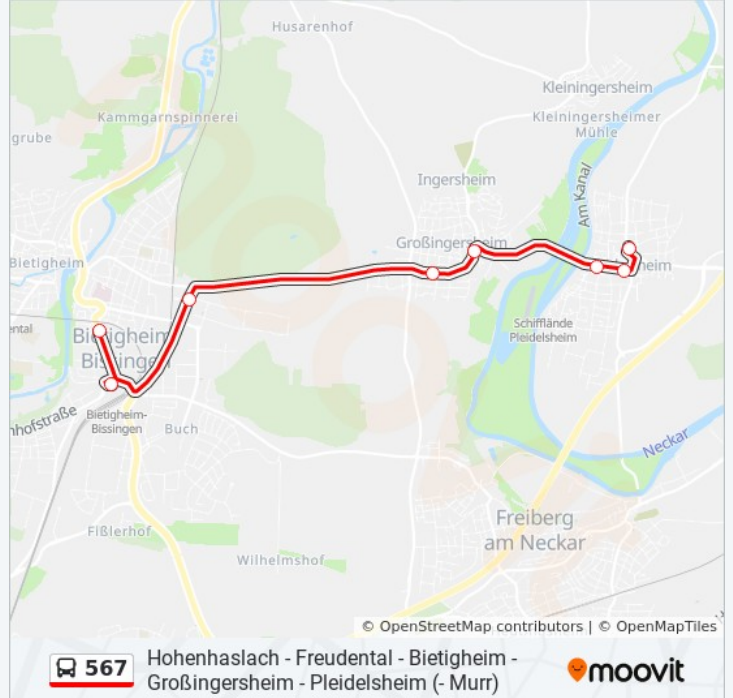 Husarenhof
Kleiningersheim
Kammgarnspinnerei
Kleiningersheimer
Mühle
grube
Am Kanal
Ingersheim
Großingersheim
Bietigheim
heim
ental
Schifflände
Pleidelsheim
Bietigheim
Bissingen
nhofstraße
Bietigheim-
Bissingen
Buch
Neckar
Freiberg
am Neckar
Fißlerhof
Wilhelmshof
© OpenStreetMap contributors | © OpenMapTiles
567
Hohenhaslach - Freudental - Bietigheim -
Großingersheim - Pleidelsheim (- Murr)
moovit